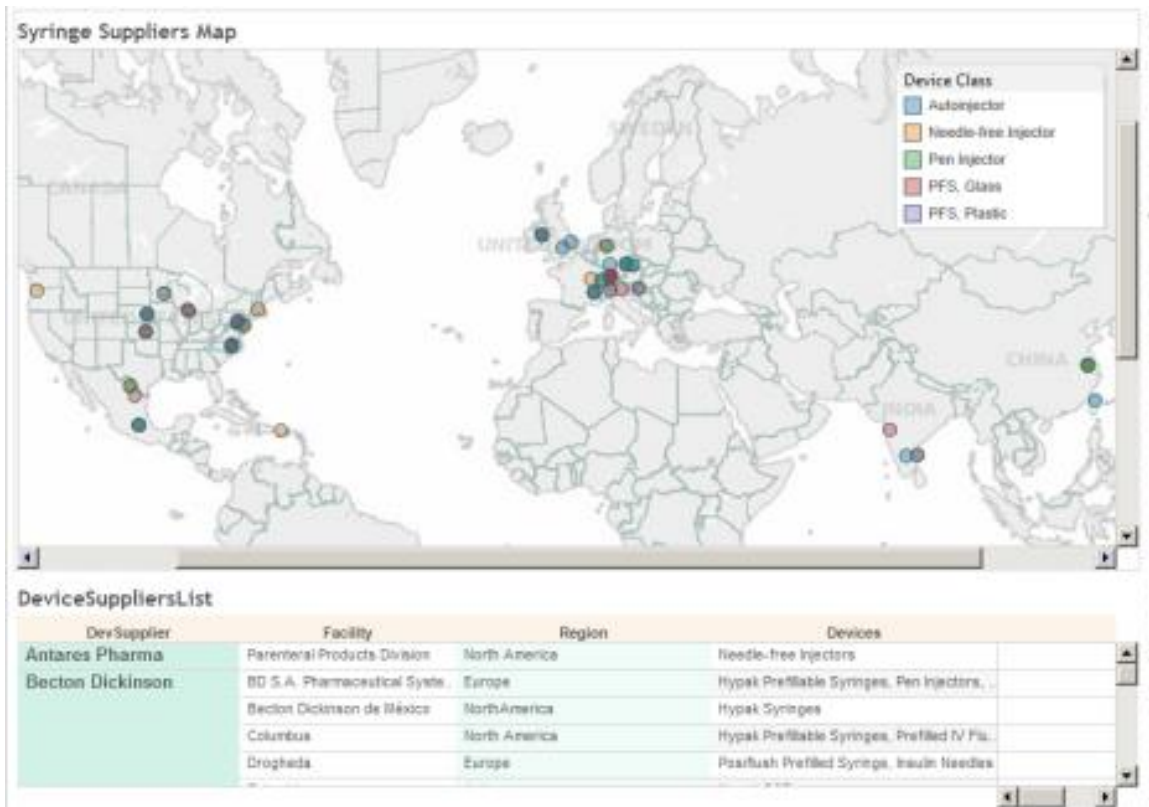 Syringe Suppliers Map
Device Class
Autoinjector
Needle-free Injector
Pen Injector
PFS, Glass
PFS, Plastic
SWEDEN
CANADA
UNITED KINGDOM
CHINA
INDIA
DeviceSuppliersList
DevSupplier Facility Region Devices
Antares Pharma Parenteral Products Division North America Needle-free Injectors
Becton Dickinson BD S.A. Pharmaceutical Syste.. Europe Hypak Prefillable Syringes, Pen Injectors, ..
Becton Dickinson de México NorthAmerica Hypak Syringes
Columbus North America Hypak Prefillable Syringes, Prefilled IV Flu..
Drogheda Europe Posiflush Prefilled Syringe, Insulin Needles